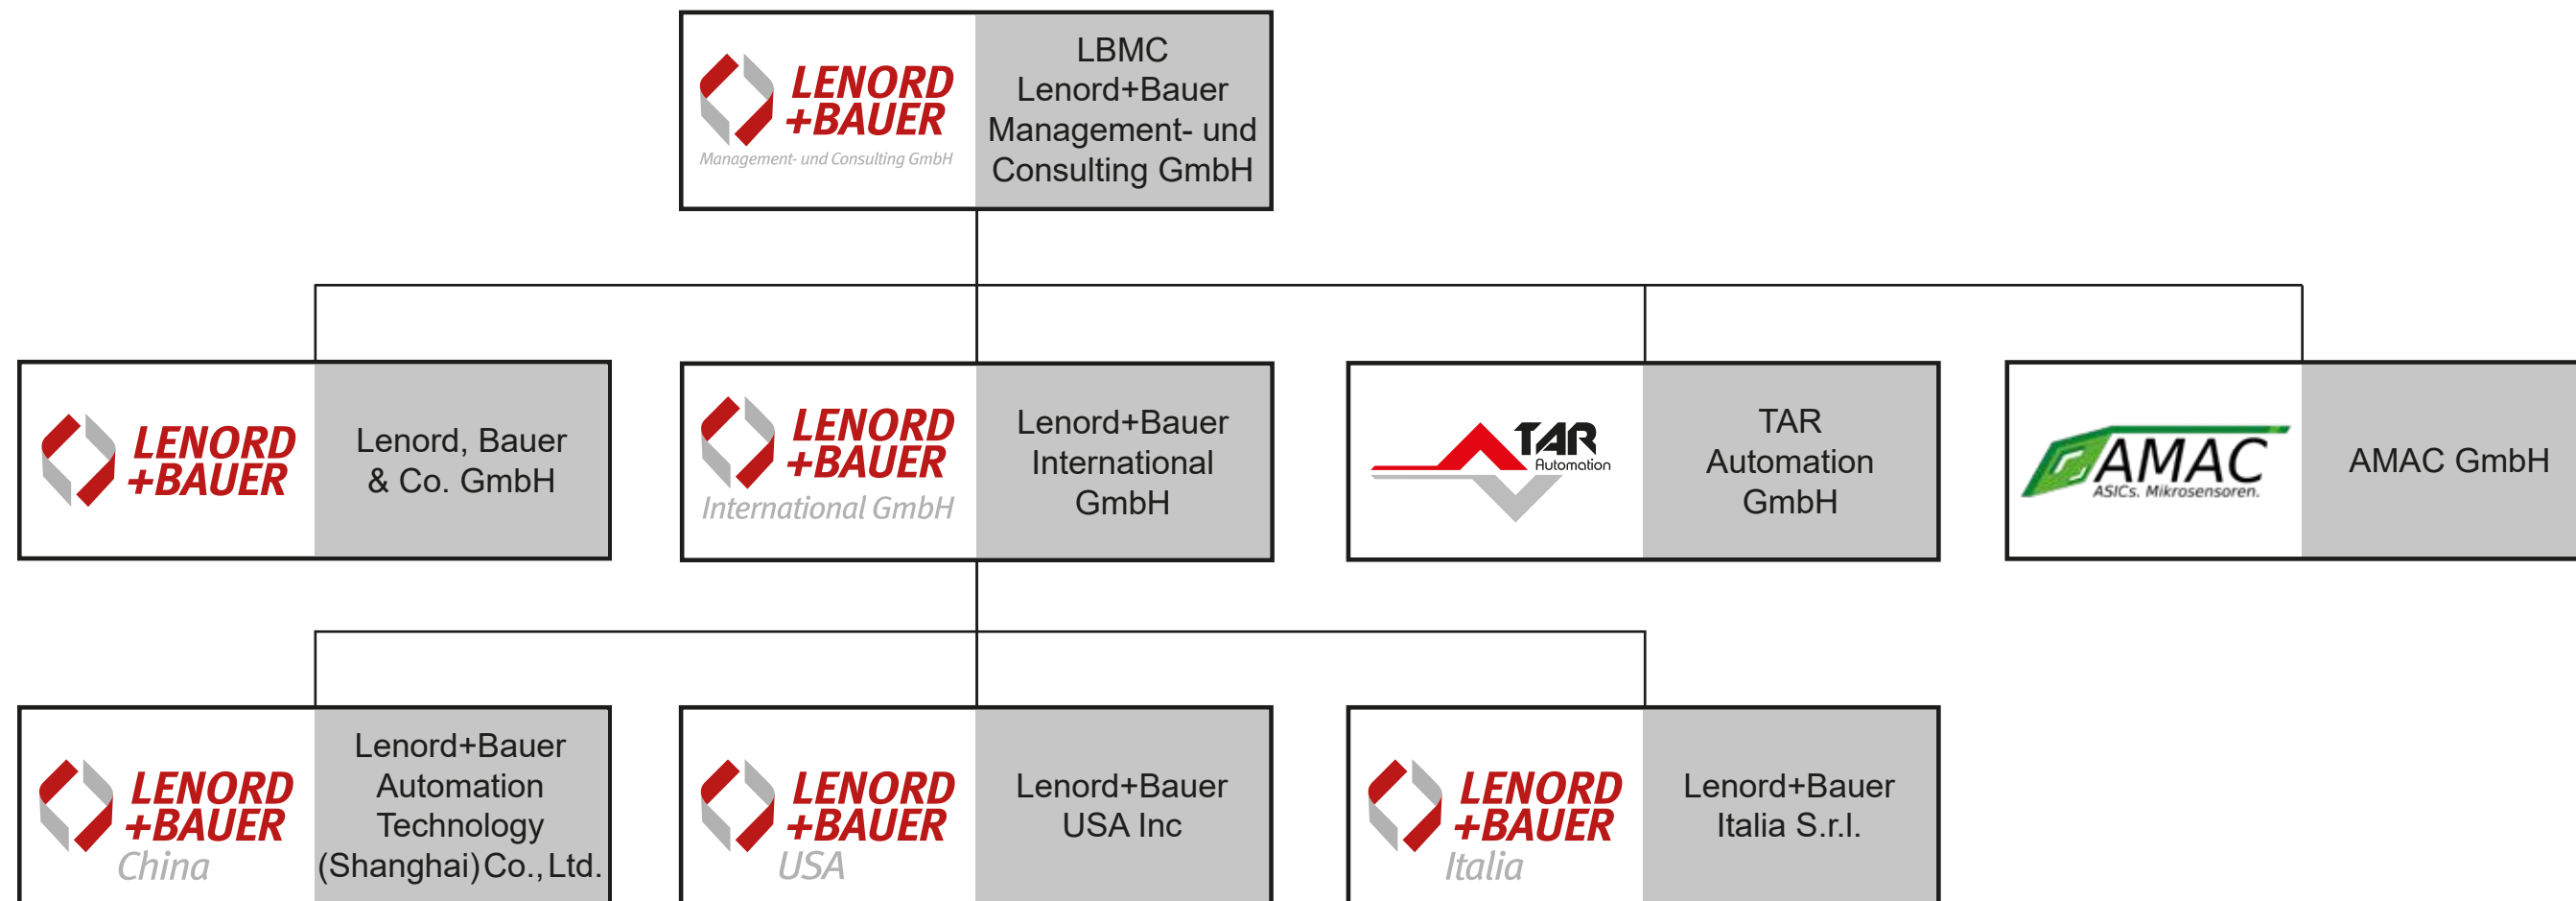 LENORD
+BAUER
Management- und Consulting GmbH
LBMC
Lenord+Bauer
Management- und
Consulting GmbH
LENORD
+BAUER
Lenord, Bauer
& Co. GmbH
LENORD
+BAUER
International GmbH
Lenord+Bauer
International
GmbH
TAR
Automation
TAR
Automation
GmbH
AMAC
ASICs. Mikrosensoren.
AMAC GmbH
LENORD
+BAUER
China
Lenord+Bauer
Automation
Technology
(Shanghai) Co., Ltd.
LENORD
+BAUER
USA
Lenord+Bauer
USA Inc
LENORD
+BAUER
Italia
Lenord+Bauer
Italia S.r.l.